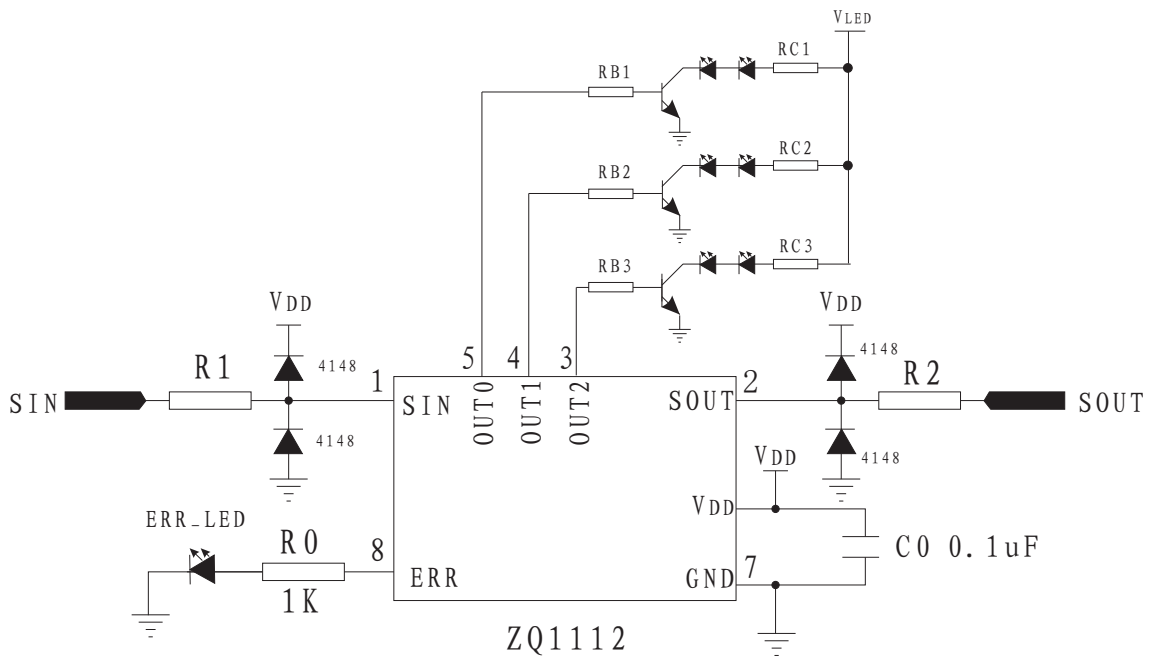 VLED
RC1
RB1
RC2
RB2
RC3
RB3
VDD
VDD
4148
4148
R1
R2
5
4
3
1
2
SIN
SIN
OUT0
OUT1
OUT2
SOUT
SOUT
4148
4148
VDD
VDD
ERR_LED
R0
8
C0 0.1uF
1K
ERR
GND
7
ZQ1112